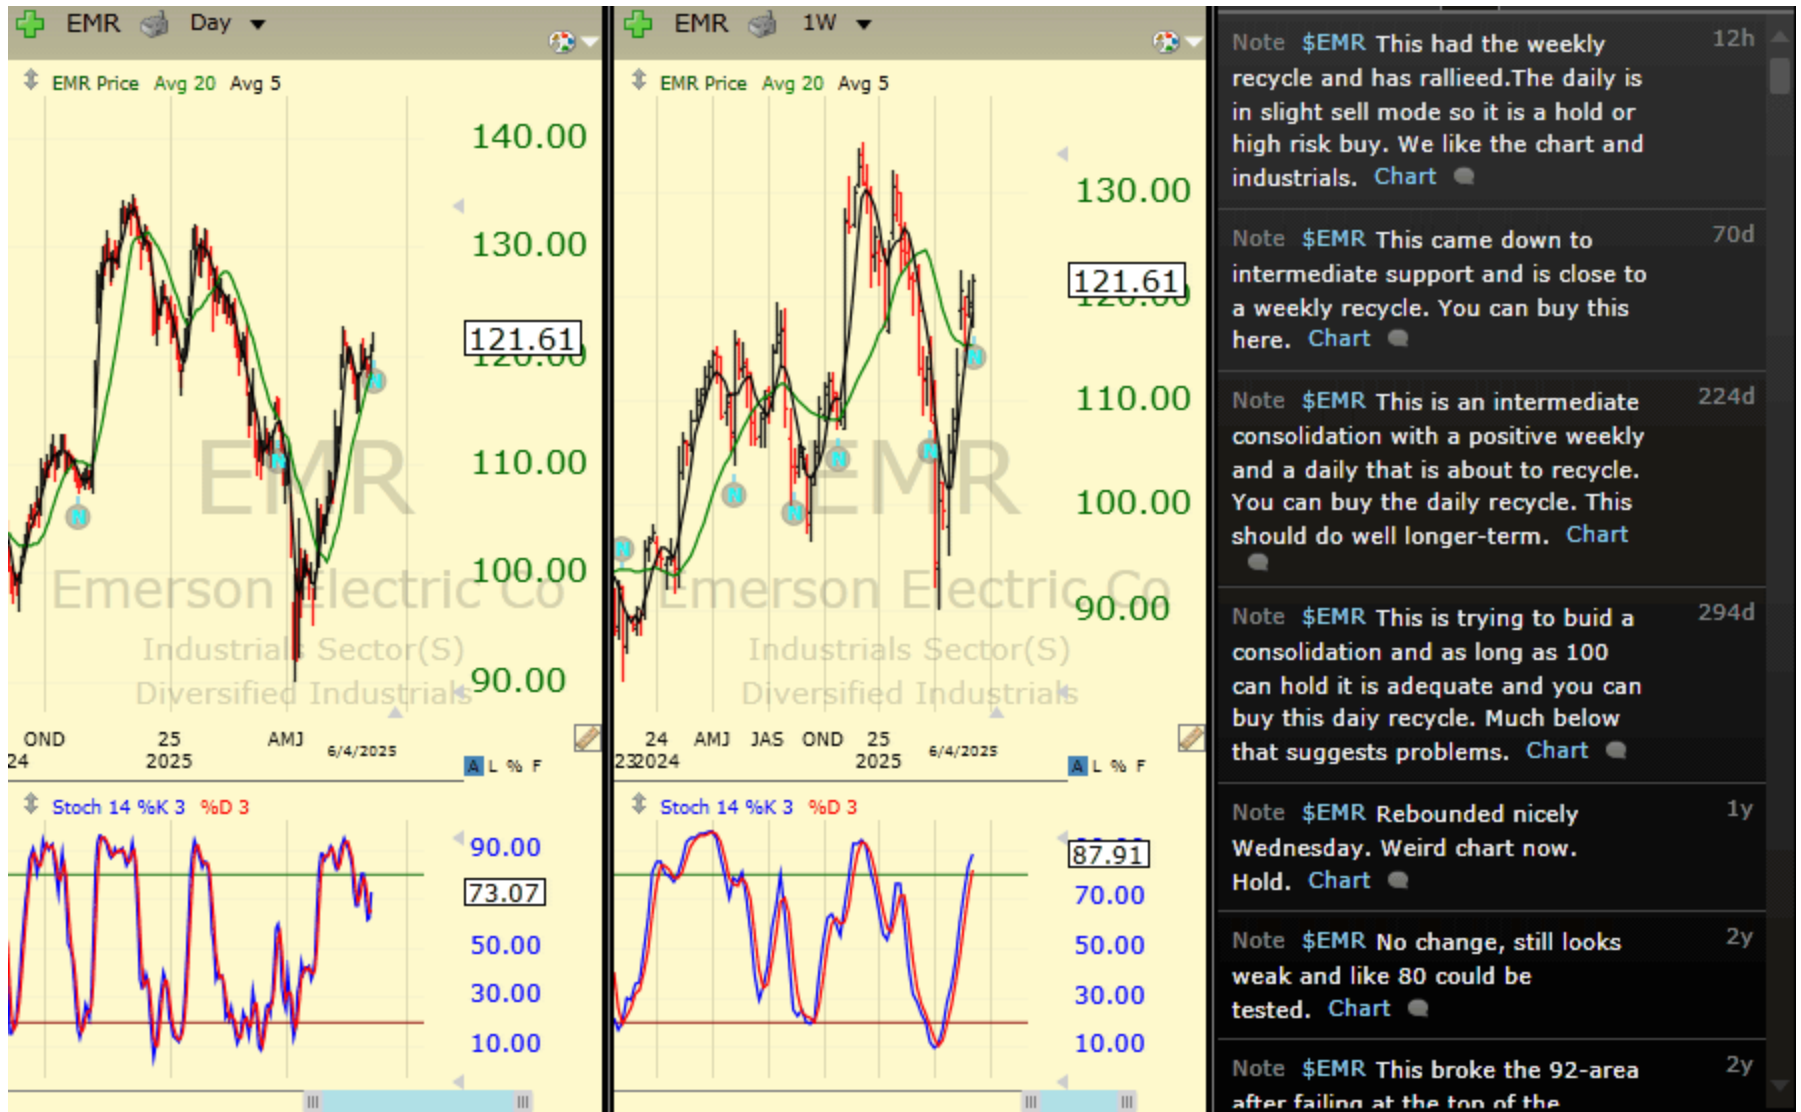 EMR Day
EMR Price Avg 20 Avg 5
140.00
130.00
121.61
120.00
110.00
100.00
90.00
EMR
Emerson Electric Co
Industrials Sector(S)
Diversified Industrials
OND 25 AMJ 6/4/2025
24 2025
A L % F
Stoch 14 %K 3 %D 3
90.00
73.07
50.00
30.00
10.00
N
N
N
EMR 1W
EMR Price Avg 20 Avg 5
130.00
121.61
120.00
110.00
100.00
90.00
EMR
Emerson Electric Co
Industrials Sector(S)
Diversified Industrials
24 AMJ JAS OND 25 6/4/2025
23 2024 2025
A L % F
Stoch 14 %K 3 %D 3
87.91
70.00
50.00
30.00
10.00
N
N
N
N
N
N
Note $EMR This had the weekly 12h
recycle and has rallieed.The daily is
in slight sell mode so it is a hold or
high risk buy. We like the chart and
industrials. Chart
Note $EMR This came down to 70d
intermediate support and is close to
a weekly recycle. You can buy this
here. Chart
Note $EMR This is an intermediate 224d
consolidation with a positive weekly
and a daily that is about to recycle.
You can buy the daily recycle. This
should do well longer-term. Chart
Note $EMR This is trying to buid a 294d
consolidation and as long as 100
can hold it is adequate and you can
buy this daiy recycle. Much below
that suggests problems. Chart
Note $EMR Rebounded nicely 1y
Wednesday. Weird chart now.
Hold. Chart
Note $EMR No change, still looks 2y
weak and like 80 could be
tested. Chart
Note $EMR This broke the 92-area 2y
after failing at the top of the